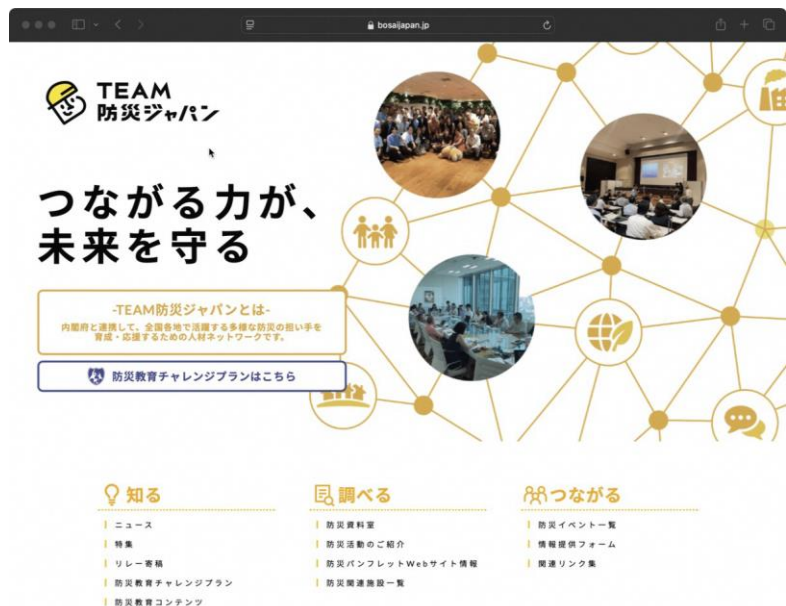 bosaijapan.jp
TEAM
防災ジャパン
つながる力が、
未来を守る
-TEAM防災ジャパンとは-
内閣府と連携して、全国各地で活躍する多様な防災の担い手を
育成・応援するための人材ネットワークです。
防災教育チャレンジプランはこちら
知る
ニュース
特集
リレー寄稿
防災教育チャレンジプラン
防災教育コンテンツ
調べる
防災資料室
防災活動のご紹介
防災パンフレットWebサイト情報
防災関連施設一覧
つながる
防災イベント一覧
情報提供フォーム
関連リンク集